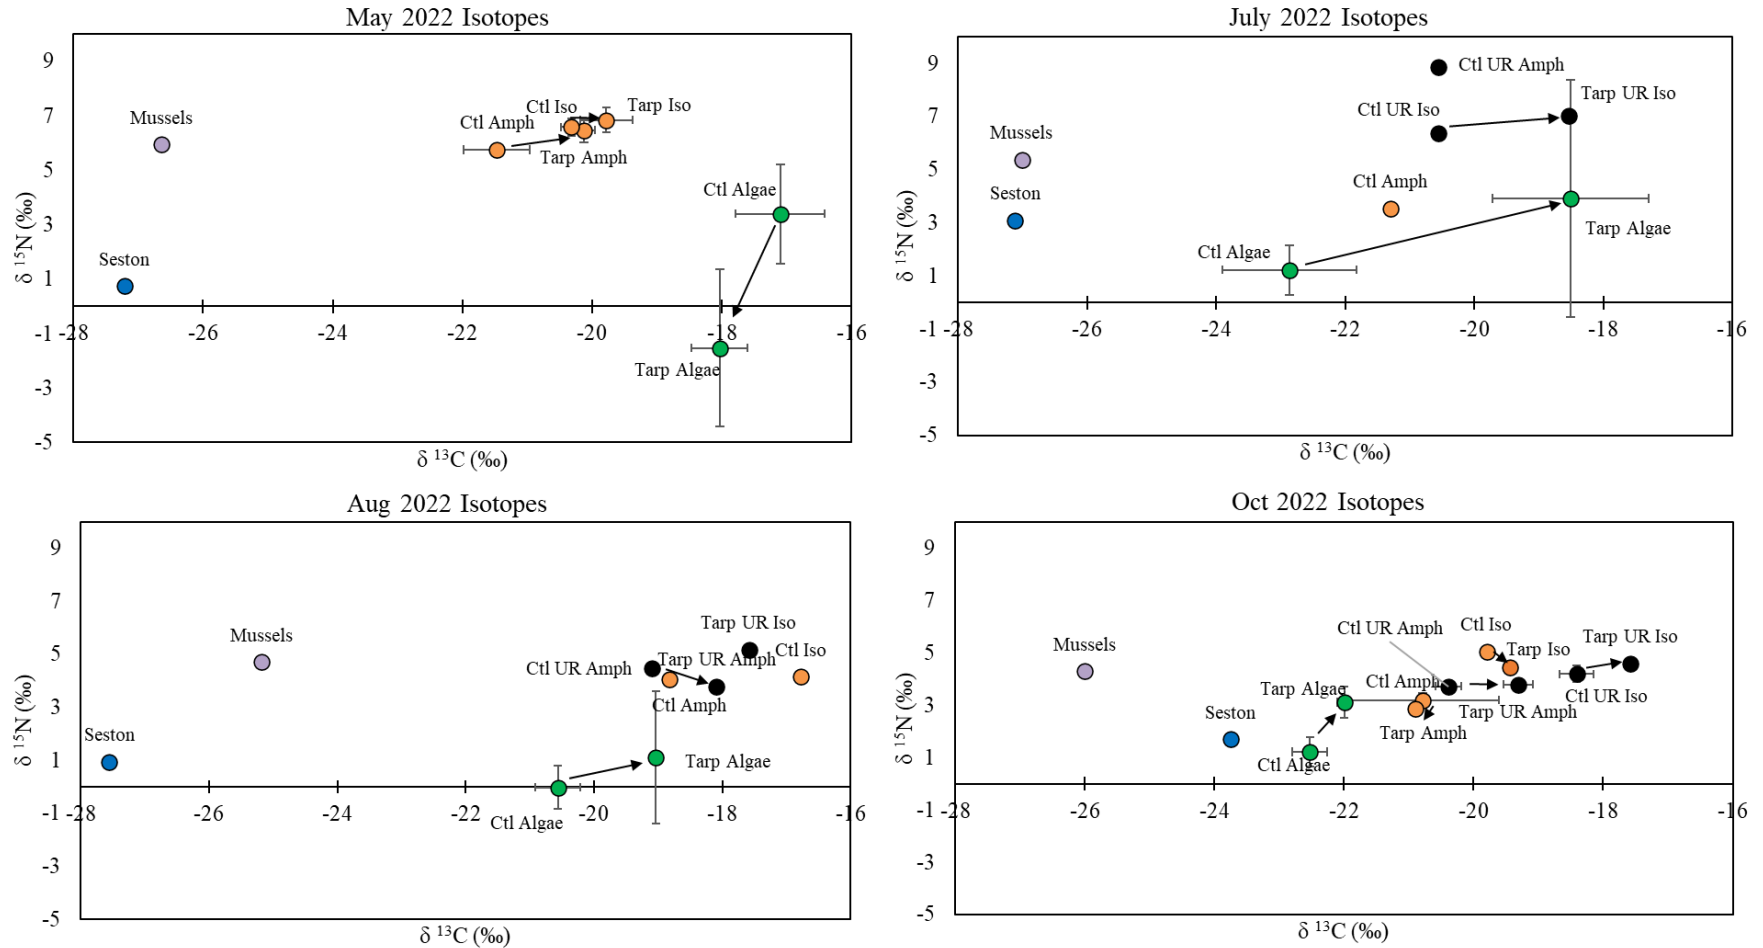 May 2022 Isotopes
9
7
5
3
1
-1
-3
-5
δ ¹⁵N (‰)
Mussels
Seston
Ctl Amph
Ctl Iso
Tarp Iso
Tarp Amph
Ctl Algae
Tarp Algae
-28
-26
-24
-22
-20
-18
-16
δ ¹³C (‰)
July 2022 Isotopes
9
7
5
3
1
-1
-3
-5
δ ¹⁵N (‰)
Ctl UR Amph
Tarp UR Iso
Ctl UR Iso
Mussels
Seston
Ctl Amph
Ctl Algae
Tarp Algae
-28
-26
-24
-22
-20
-18
-16
δ ¹³C (‰)
Aug 2022 Isotopes
9
7
5
3
1
-1
-3
-5
δ ¹⁵N (‰)
Mussels
Tarp UR Iso
Ctl Iso
Ctl UR Amph
Tarp UR Amph
Ctl Amph
Seston
Tarp Algae
Ctl Algae
-28
-26
-24
-22
-20
-18
-16
δ ¹³C (‰)
Oct 2022 Isotopes
9
7
5
3
1
-1
-3
-5
δ ¹⁵N (‰)
Mussels
Ctl UR Amph
Ctl Iso
Tarp Iso
Tarp UR Iso
Tarp Algae
Ctl Amph
Ctl UR Iso
Seston
Tarp UR Amph
Tarp Amph
Ctl Algae
-28
-26
-24
-22
-20
-18
-16
δ ¹³C (‰)